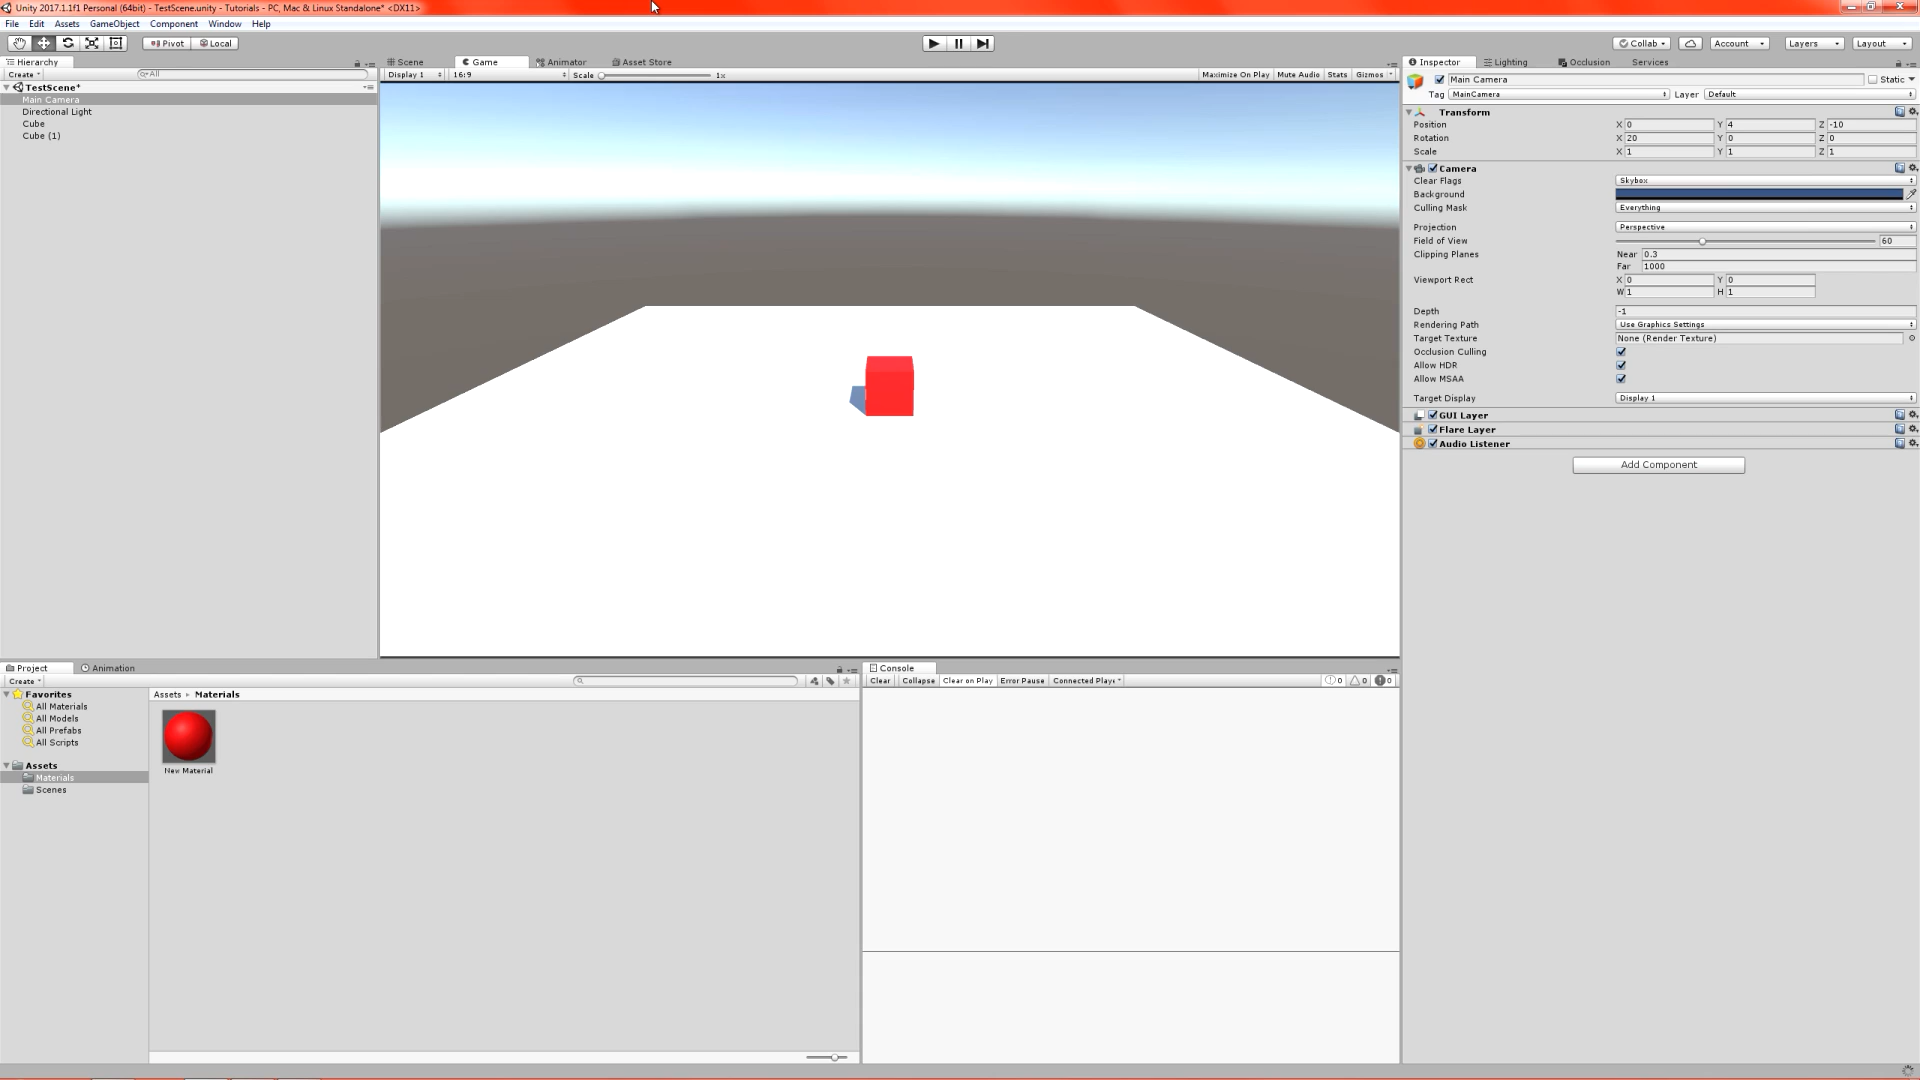 Unity 2017.1.1f1 Personal (64bit) - TestScene.unity - Tutorials - PC, Mac & Linux Standalone* <DX11>
File Edit Assets GameObject Component Window Help
Pivot Local Collab Account Layers Layout
Hierarchy
Create All
TestScene*
Main Camera
Directional Light
Cube
Cube (1)
Scene Game Animator Asset Store
Display 1 16:9 Scale 1x Maximize On Play Mute Audio Stats Gizmos
Inspector Lighting Occlusion Services
Main Camera Static
Tag MainCamera Layer Default
Transform
Position X 0 Y 4 Z -10
Rotation X 20 Y 0 Z 0
Scale X 1 Y 1 Z 1
Camera
Clear Flags Skybox
Background
Culling Mask Everything
Projection Perspective
Field of View 60
Clipping Planes Near 0.3
Far 1000
Viewport Rect X 0 Y 0
W 1 H 1
Depth -1
Rendering Path Use Graphics Settings
Target Texture None (Render Texture)
Occlusion Culling
Allow HDR
Allow MSAA
Target Display Display 1
GUI Layer
Flare Layer
Audio Listener
Add Component
Project Animation
Create
Favorites
All Materials
All Models
All Prefabs
All Scripts
Assets
Materials
Scenes
Assets Materials
New Material
Console
Clear Collapse Clear on Play Error Pause Connected Playe 0 0 0